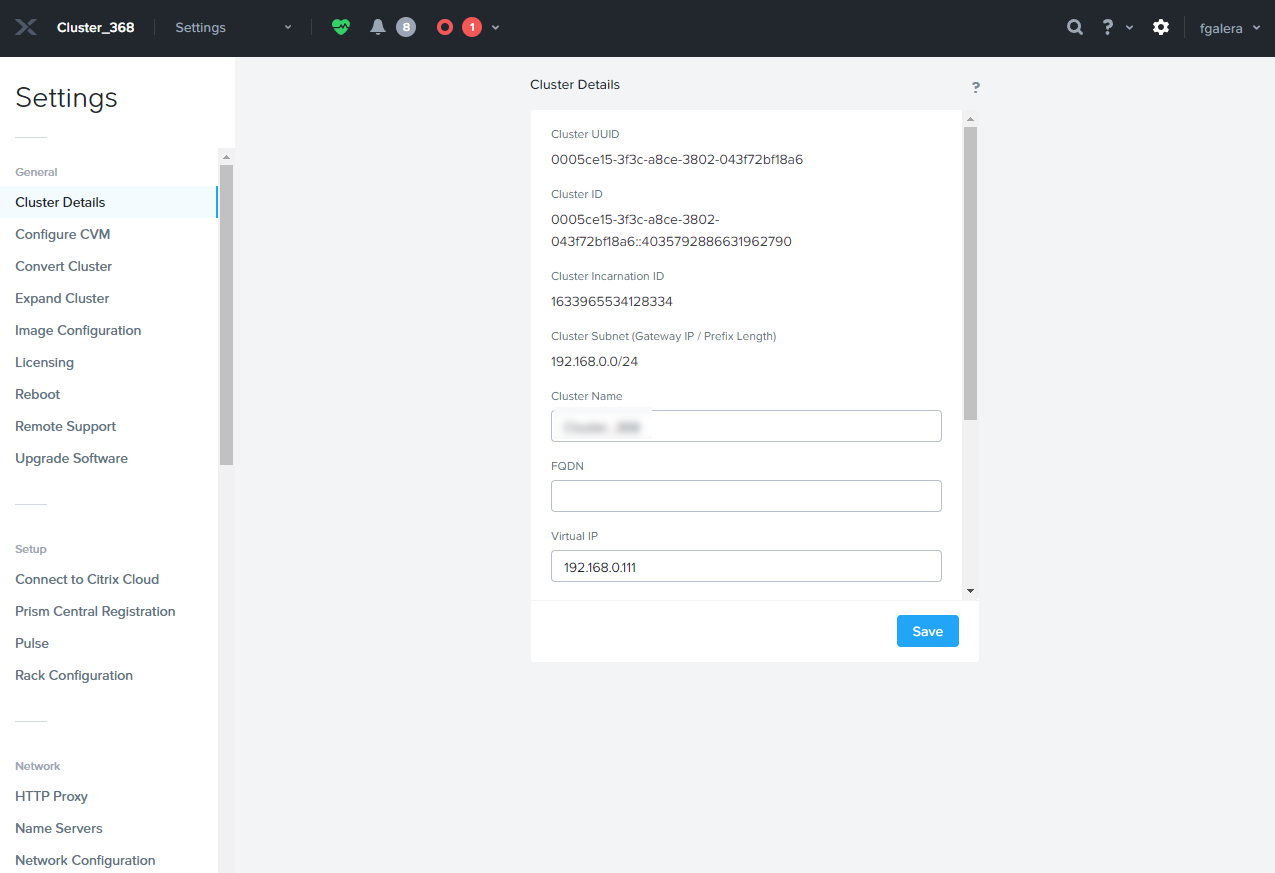 Cluster_368
Settings
8
1
?
fgalera
Settings
General
Cluster Details
Configure CVM
Convert Cluster
Expand Cluster
Image Configuration
Licensing
Reboot
Remote Support
Upgrade Software
Setup
Connect to Citrix Cloud
Prism Central Registration
Pulse
Rack Configuration
Network
HTTP Proxy
Name Servers
Network Configuration
Cluster Details
?
Cluster UUID
0005ce15-3f3c-a8ce-3802-043f72bf18a6
Cluster ID
0005ce15-3f3c-a8ce-3802-
043f72bf18a6::4035792886631962790
Cluster Incarnation ID
1633965534128334
Cluster Subnet (Gateway IP / Prefix Length)
192.168.0.0/24
Cluster Name
FQDN
Virtual IP
192.168.0.111
Save